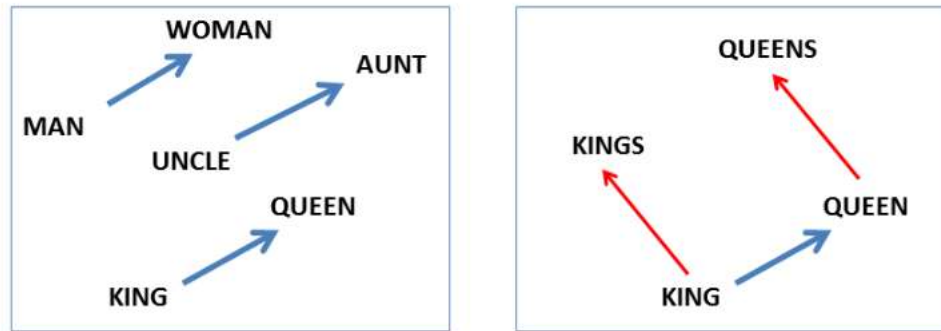 WOMAN
AUNT
MAN
UNCLE
QUEEN
KING
QUEENS
KINGS
QUEEN
KING